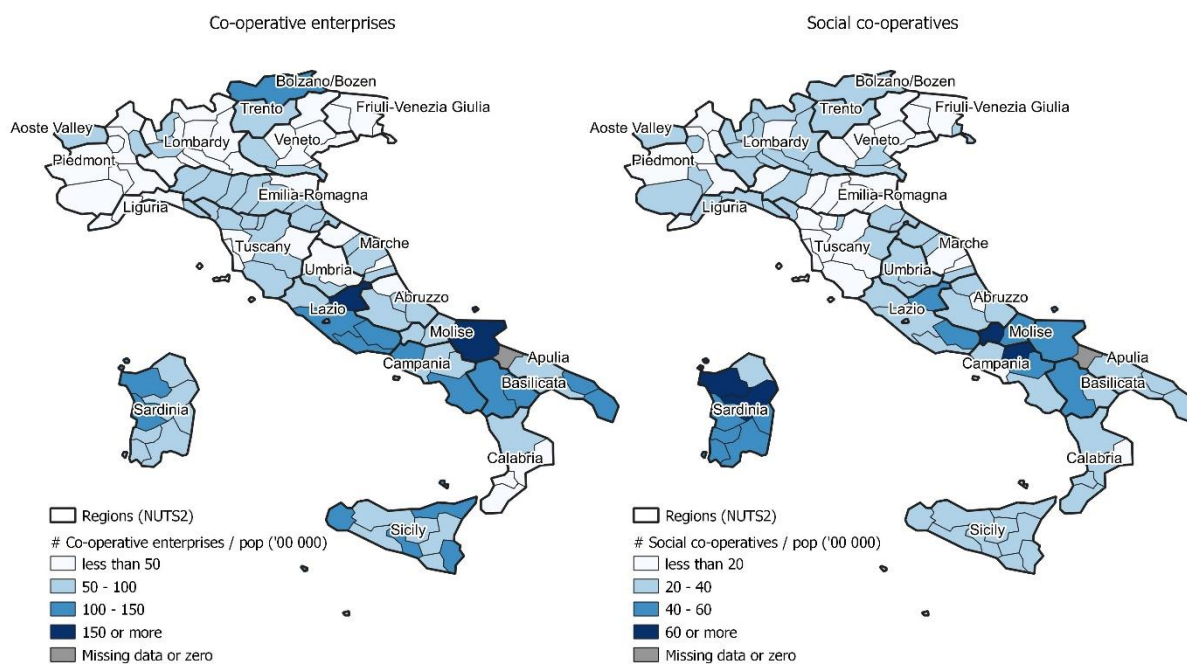 Co-operative enterprises
Bolzano/Bozen
Trento
Friuli-Venezia Giulia
Aoste Valley
Lombardy
Veneto
Piedmont
Emilia-Romagna
Liguria
Tuscany
Marche
Umbria
Abruzzo
Lazio
Molise
Apulia
Campania
Basilicata
Sardinia
Calabria
Sicily
Regions (NUTS2)
# Co-operative enterprises / pop ('00 000)
less than 50
50 - 100
100 - 150
150 or more
Missing data or zero
Social co-operatives
Bolzano/Bozen
Trento
Friuli-Venezia Giulia
Aoste Valley
Lombardy
Veneto
Piedmont
Emilia-Romagna
Liguria
Tuscany
Marche
Umbria
Abruzzo
Lazio
Molise
Apulia
Campania
Basilicata
Sardinia
Calabria
Sicily
Regions (NUTS2)
# Social co-operatives / pop ('00 000)
less than 20
20 - 40
40 - 60
60 or more
Missing data or zero